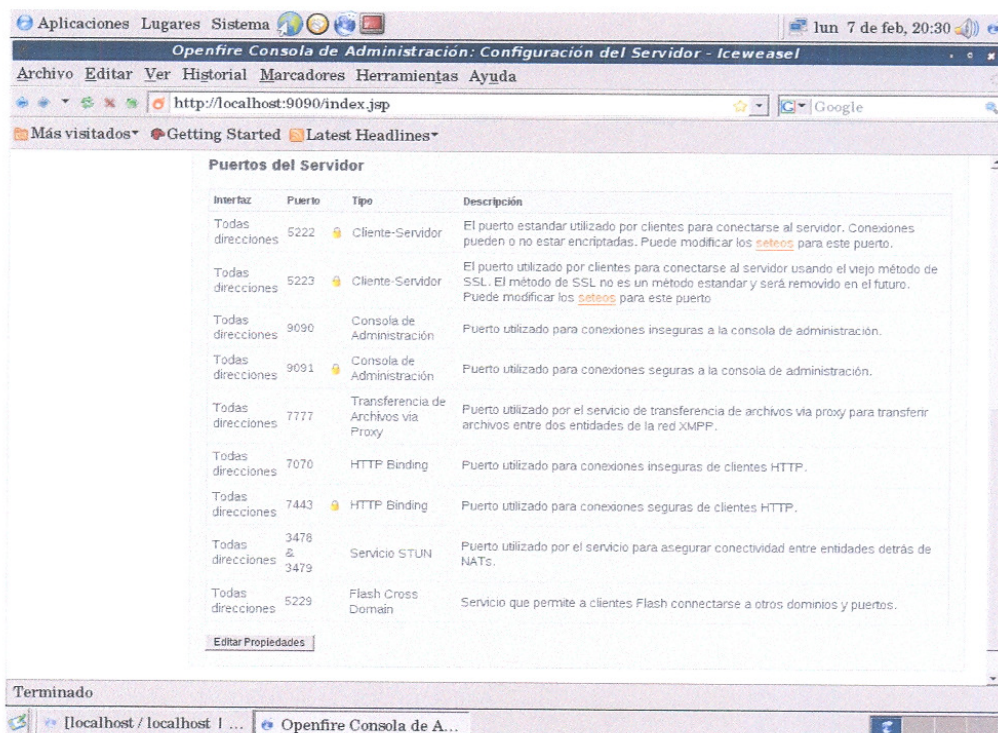 Aplicaciones Lugares Sistema
lun 7 de feb, 20:30
Openfire Consola de Administración: Configuración del Servidor - Iceweasel
Archivo Editar Ver Historial Marcadores Herramientas Ayuda
http://localhost:9090/index.jsp
Google
Más visitados Getting Started Latest Headlines
Puertos del Servidor
Interfaz Puerto Tipo Descripción
Todas direcciones 5222 Cliente-Servidor El puerto estandar utilizado por clientes para conectarse al servidor. Conexiones
pueden o no estar encriptadas. Puede modificar los seteos para este puerto.
Todas direcciones 5223 Cliente-Servidor El puerto utilizado por clientes para conectarse al servidor usando el viejo método de
SSL. El método de SSL no es un método estandar y será removido en el futuro.
Puede modificar los seteos para este puerto
Todas direcciones 9090 Consola de Administración Puerto utilizado para conexiones inseguras a la consola de administración.
Todas direcciones 9091 Consola de Administración Puerto utilizado para conexiones seguras a la consola de administración.
Todas direcciones 7777 Transferencia de Archivos via Proxy Puerto utilizado por el servicio de transferencia de archivos vía proxy para transferir
archivos entre dos entidades de la red XMPP.
Todas direcciones 7070 HTTP Binding Puerto utilizado para conexiones inseguras de clientes HTTP.
Todas direcciones 7443 HTTP Binding Puerto utilizado para conexiones seguras de clientes HTTP.
Todas direcciones 3478 & 3479 Servicio STUN Puerto utilizado por el servicio para asegurar conectividad entre entidades detrás de
NATs.
Todas direcciones 5229 Flash Cross Domain Servicio que permite a clientes Flash connectarse a otros dominios y puertos.
Editar Propiedades
Terminado
[localhost / localhost | ... Openfire Consola de A...